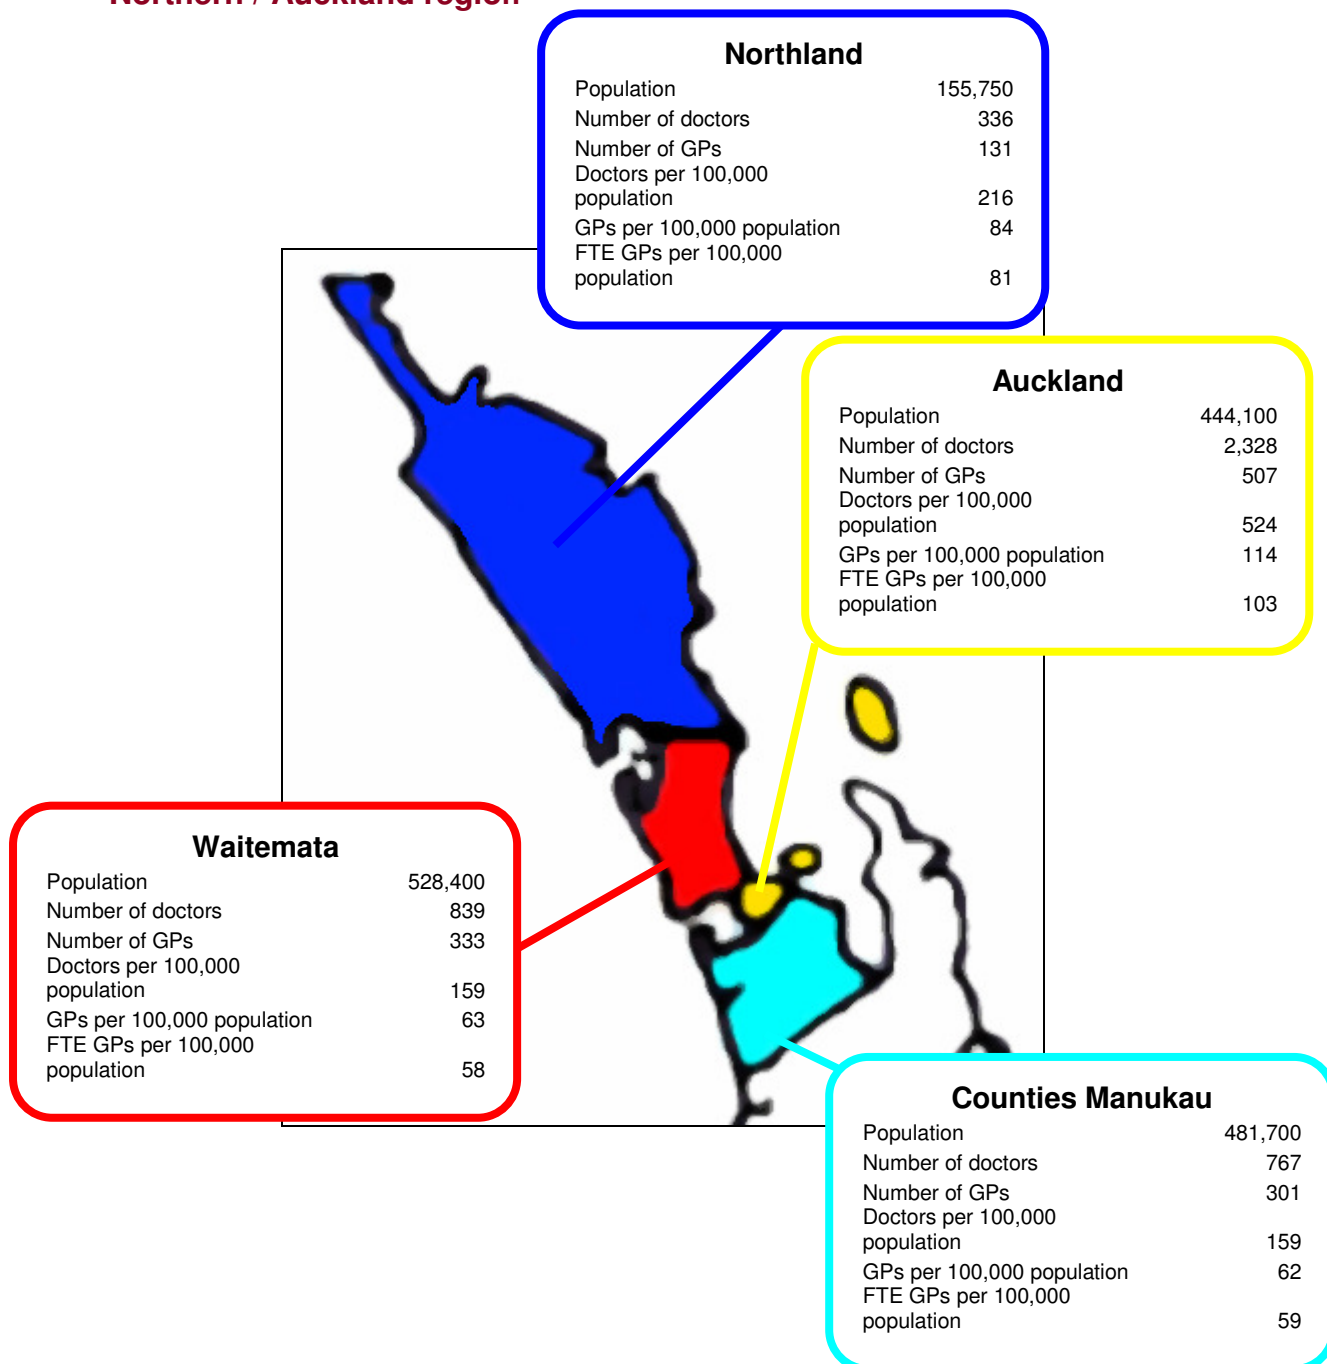 Northern / Auckland region
Northland
Population 155,750
Number of doctors 336
Number of GPs 131
Doctors per 100,000
population 216
GPs per 100,000 population 84
FTE GPs per 100,000
population 81
Auckland
Population 444,100
Number of doctors 2,328
Number of GPs 507
Doctors per 100,000
population 524
GPs per 100,000 population 114
FTE GPs per 100,000
population 103
Waitemata
Population 528,400
Number of doctors 839
Number of GPs 333
Doctors per 100,000
population 159
GPs per 100,000 population 63
FTE GPs per 100,000
population 58
Counties Manukau
Population 481,700
Number of doctors 767
Number of GPs 301
Doctors per 100,000
population 159
GPs per 100,000 population 62
FTE GPs per 100,000
population 59